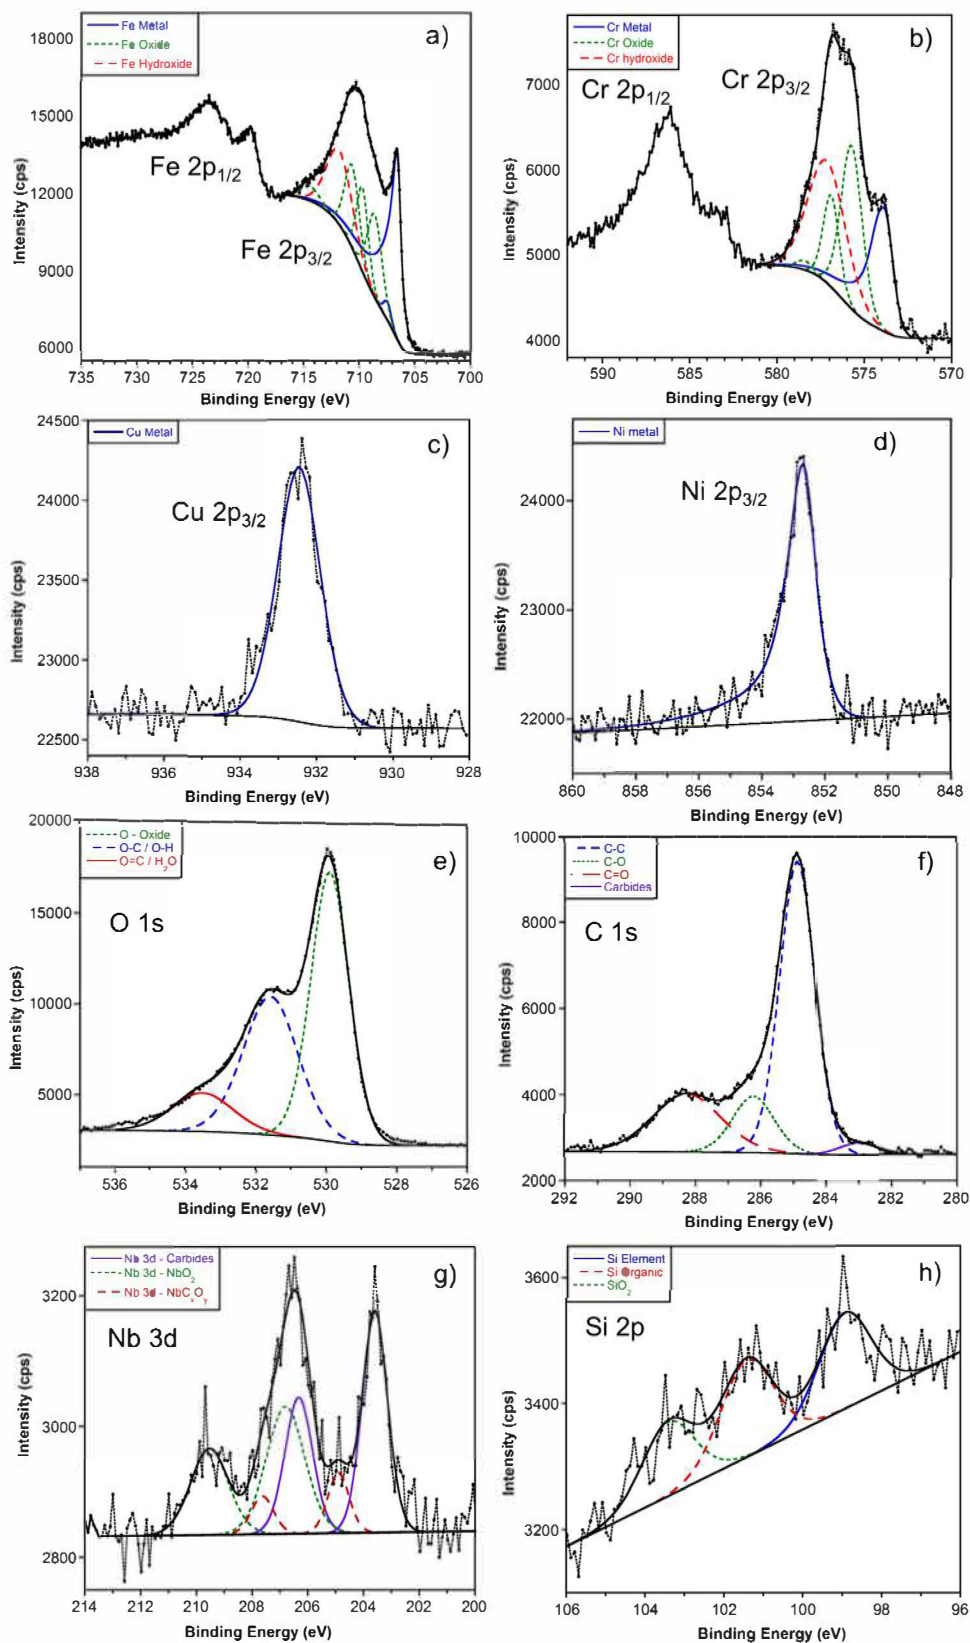 a)
Fe Metal
Fe Oxide
Fe Hydroxide
Fe 2p1/2
Fe 2p3/2
18000
15000
12000
9000
6000
Intensity (cps)
735 730 725 720 715 710 705 700
Binding Energy (eV)
b)
Cr Metal
Cr Oxide
Cr hydroxide
Cr 2p1/2
Cr 2p3/2
7000
6000
5000
4000
Intensity (cps)
590 585 580 575 570
Binding Energy (eV)
c)
Cu Metal
Cu 2p3/2
24500
24000
23500
23000
22500
Intensity (cps)
938 936 934 932 930 928
Binding Energy (eV)
d)
Ni metal
Ni 2p3/2
24000
23000
22000
Intensity (cps)
860 858 856 854 852 850 848
Binding Energy (eV)
e)
O - Oxide
O-C / O-H
O=C / HyO
O 1s
20000
15000
10000
5000
Intensity (cps)
536 534 532 530 528 526
Binding Energy (eV)
f)
C-C
C-O
C=O
Carbides
C 1s
10000
8000
6000
4000
2000
Intensity (cps)
292 290 288 286 284 282 280
Binding Energy (eV)
g)
Nb 3d - Carbides
Nb 3d - NbO2
Nb 3d - NbCxOy
Nb 3d
3200
3000
2800
Intensity (cps)
214 212 210 208 206 204 202 200
Binding Energy (eV)
h)
Si Element
Si Organic
SiO2
Si 2p
3600
3400
3200
Intensity (cps)
106 104 102 100 98 96
Binding Energy (eV)